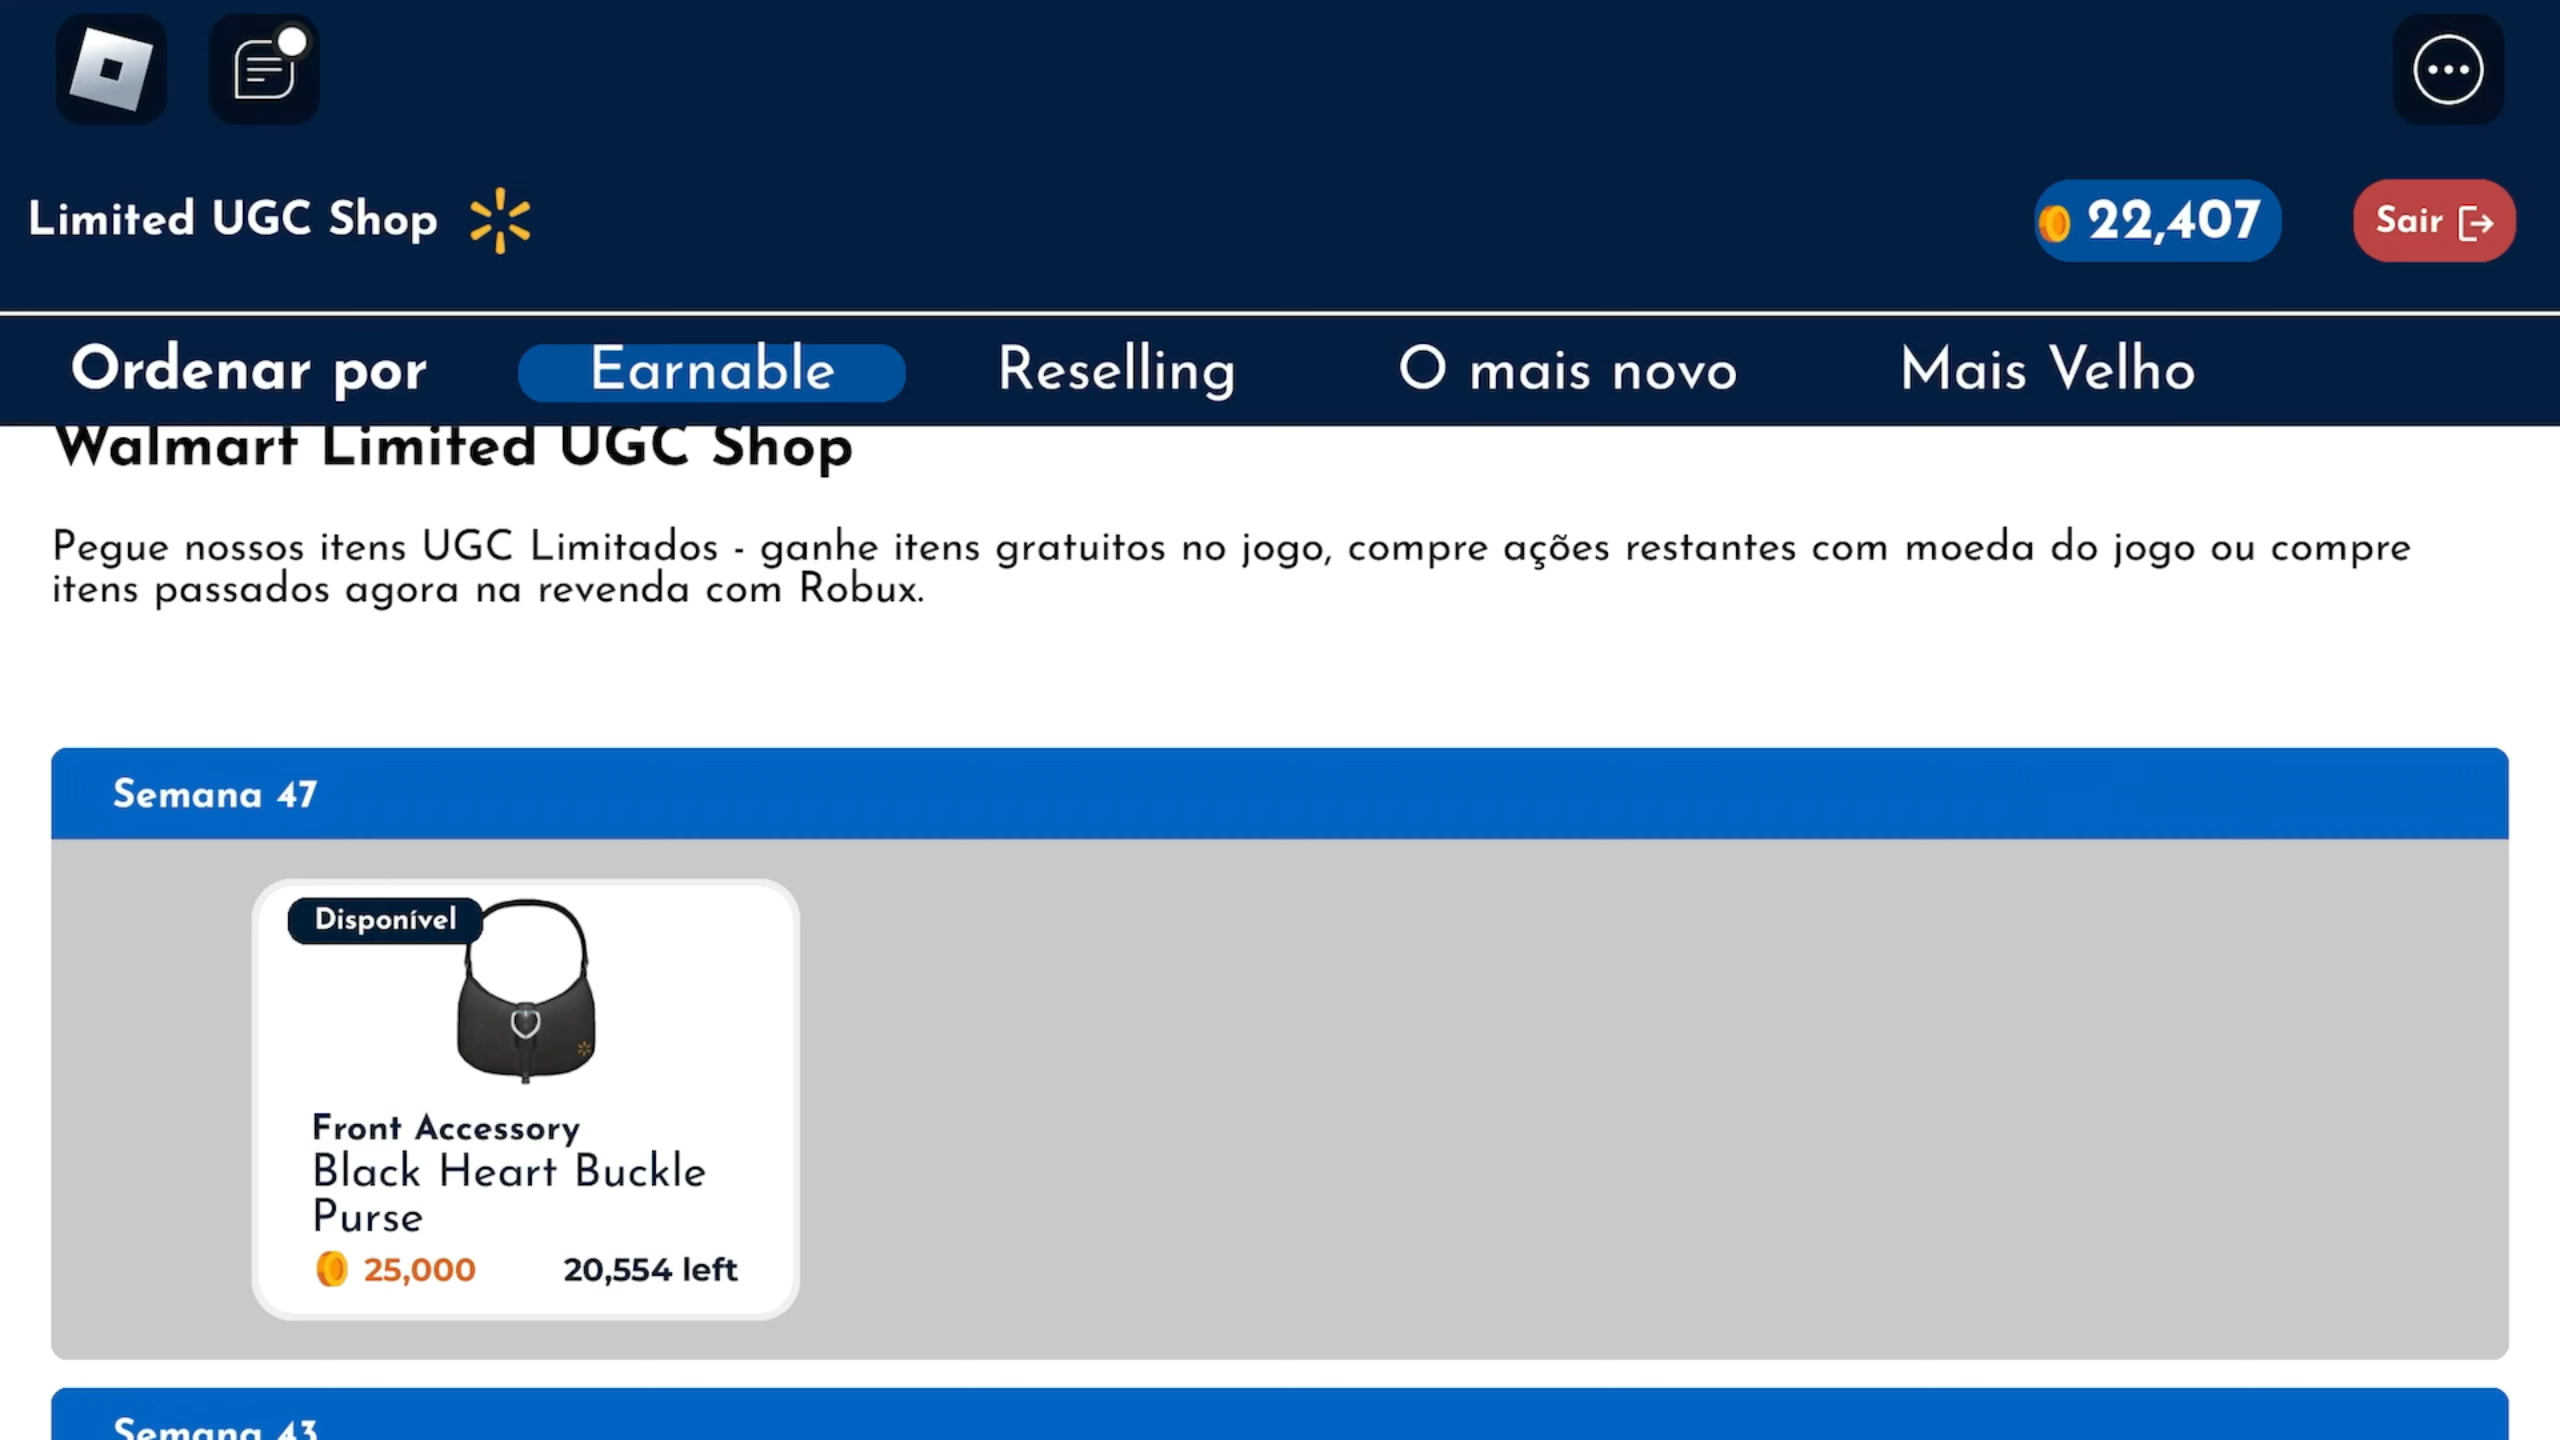 Limited UGC Shop
22,407
Sair
Ordenar por
Earnable
Reselling
O mais novo
Mais Velho
Walmart Limited UGC Shop
Pegue nossos itens UGC Limitados - ganhe itens gratuitos no jogo, compre ações restantes com moeda do jogo ou compre
itens passados agora na revenda com Robux.
Semana 47
Disponível
Front Accessory
Black Heart Buckle
Purse
25,000
20,554 left
Semana 43